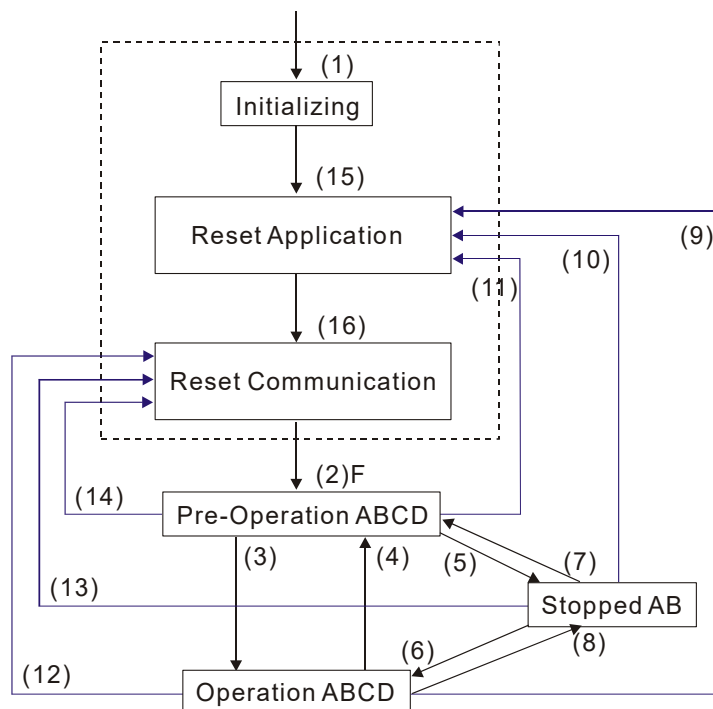 (1)
Initializing
(15)
Reset Application
(9)
(10)
(11)
(16)
Reset Communication
(2)F
(14)
Pre-Operation ABCD
(3)
(4)
(5)
(7)
(13)
Stopped AB
(6)
(8)
(12)
Operation ABCD